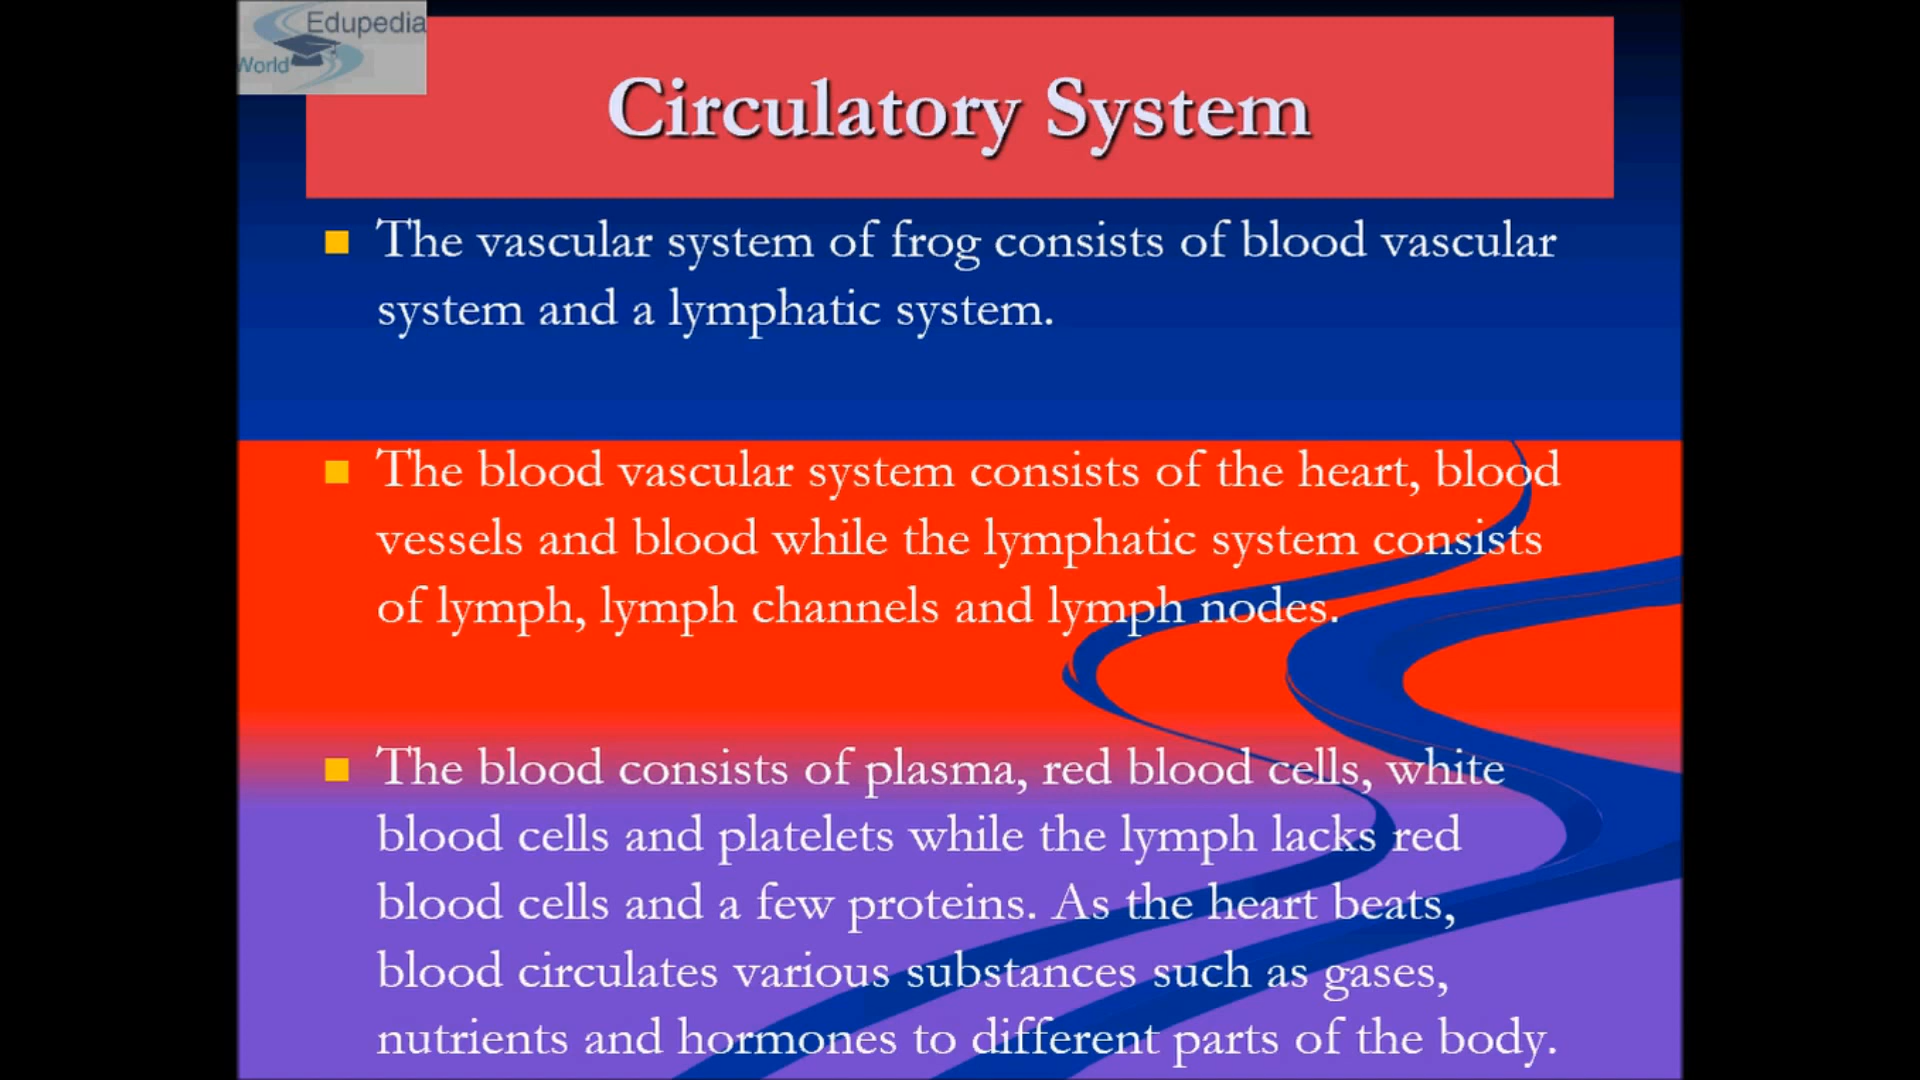 Edupedia
World
Circulatory System
The vascular system of frog consists of blood vascular
system and a lymphatic system.
The blood vascular system consists of the heart, blood
vessels and blood while the lymphatic system consists
of lymph, lymph channels and lymph nodes.
The blood consists of plasma, red blood cells, white
blood cells and platelets while the lymph lacks red
blood cells and a few proteins. As the heart beats,
blood circulates various substances such as gases,
nutrients and hormones to different parts of the body.